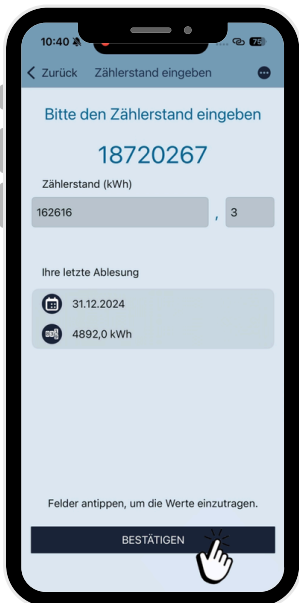 10:40
75
Zurück Zählerstand eingeben
Bitte den Zählerstand eingeben
18720267
Zählerstand (kWh)
162616 , 3
Ihre letzte Ablesung
31.12.2024
4892,0 kWh
Felder antippen, um die Werte einzutragen.
BESTÄTIGEN